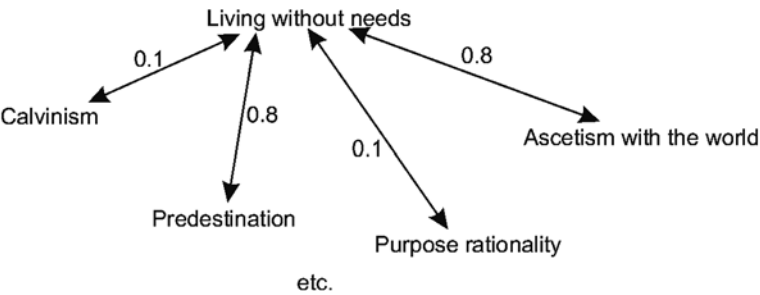 Living without needs
0.1
0.8
Calvinism
0.8
0.1
Ascetism with the world
Predestination
Purpose rationality
etc.